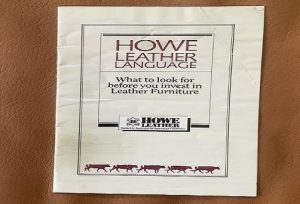 HOWE
LEATHER
LANGUAGE
What to look for
before you invest in
Leather Furniture
HOWE
LEATHER